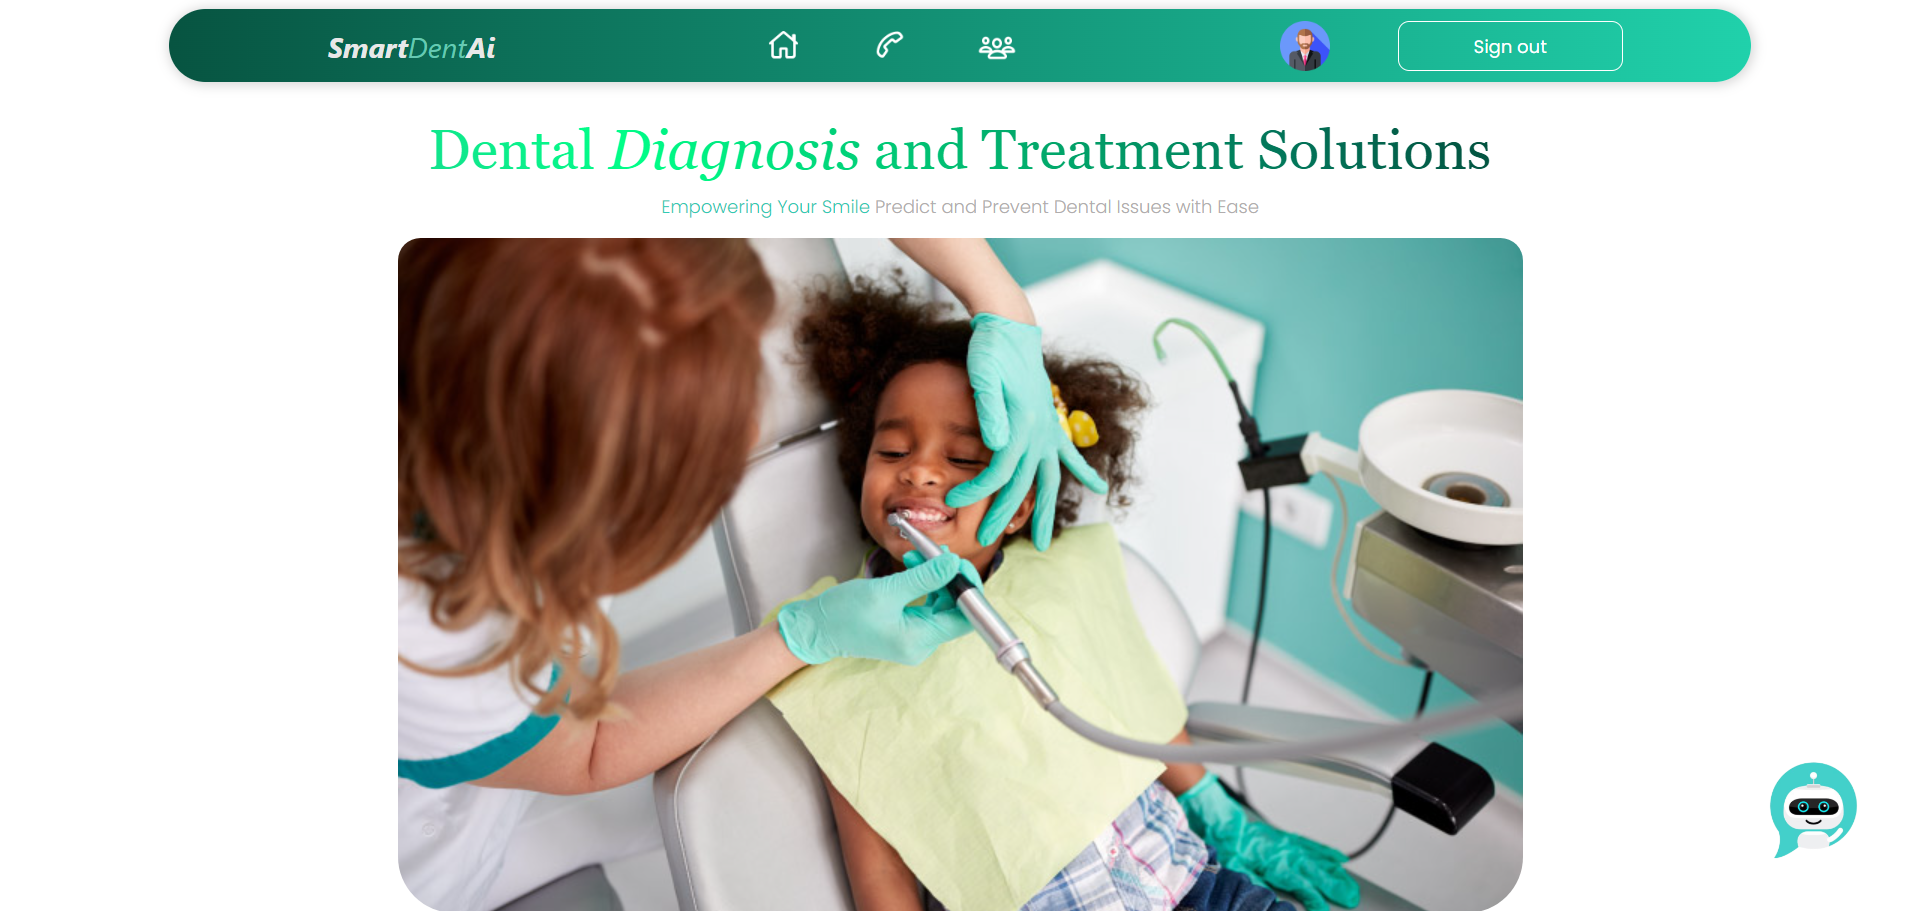 SmartDentAi
Sign out
Dental Diagnosis and Treatment Solutions
Empowering Your Smile Predict and Prevent Dental Issues with Ease